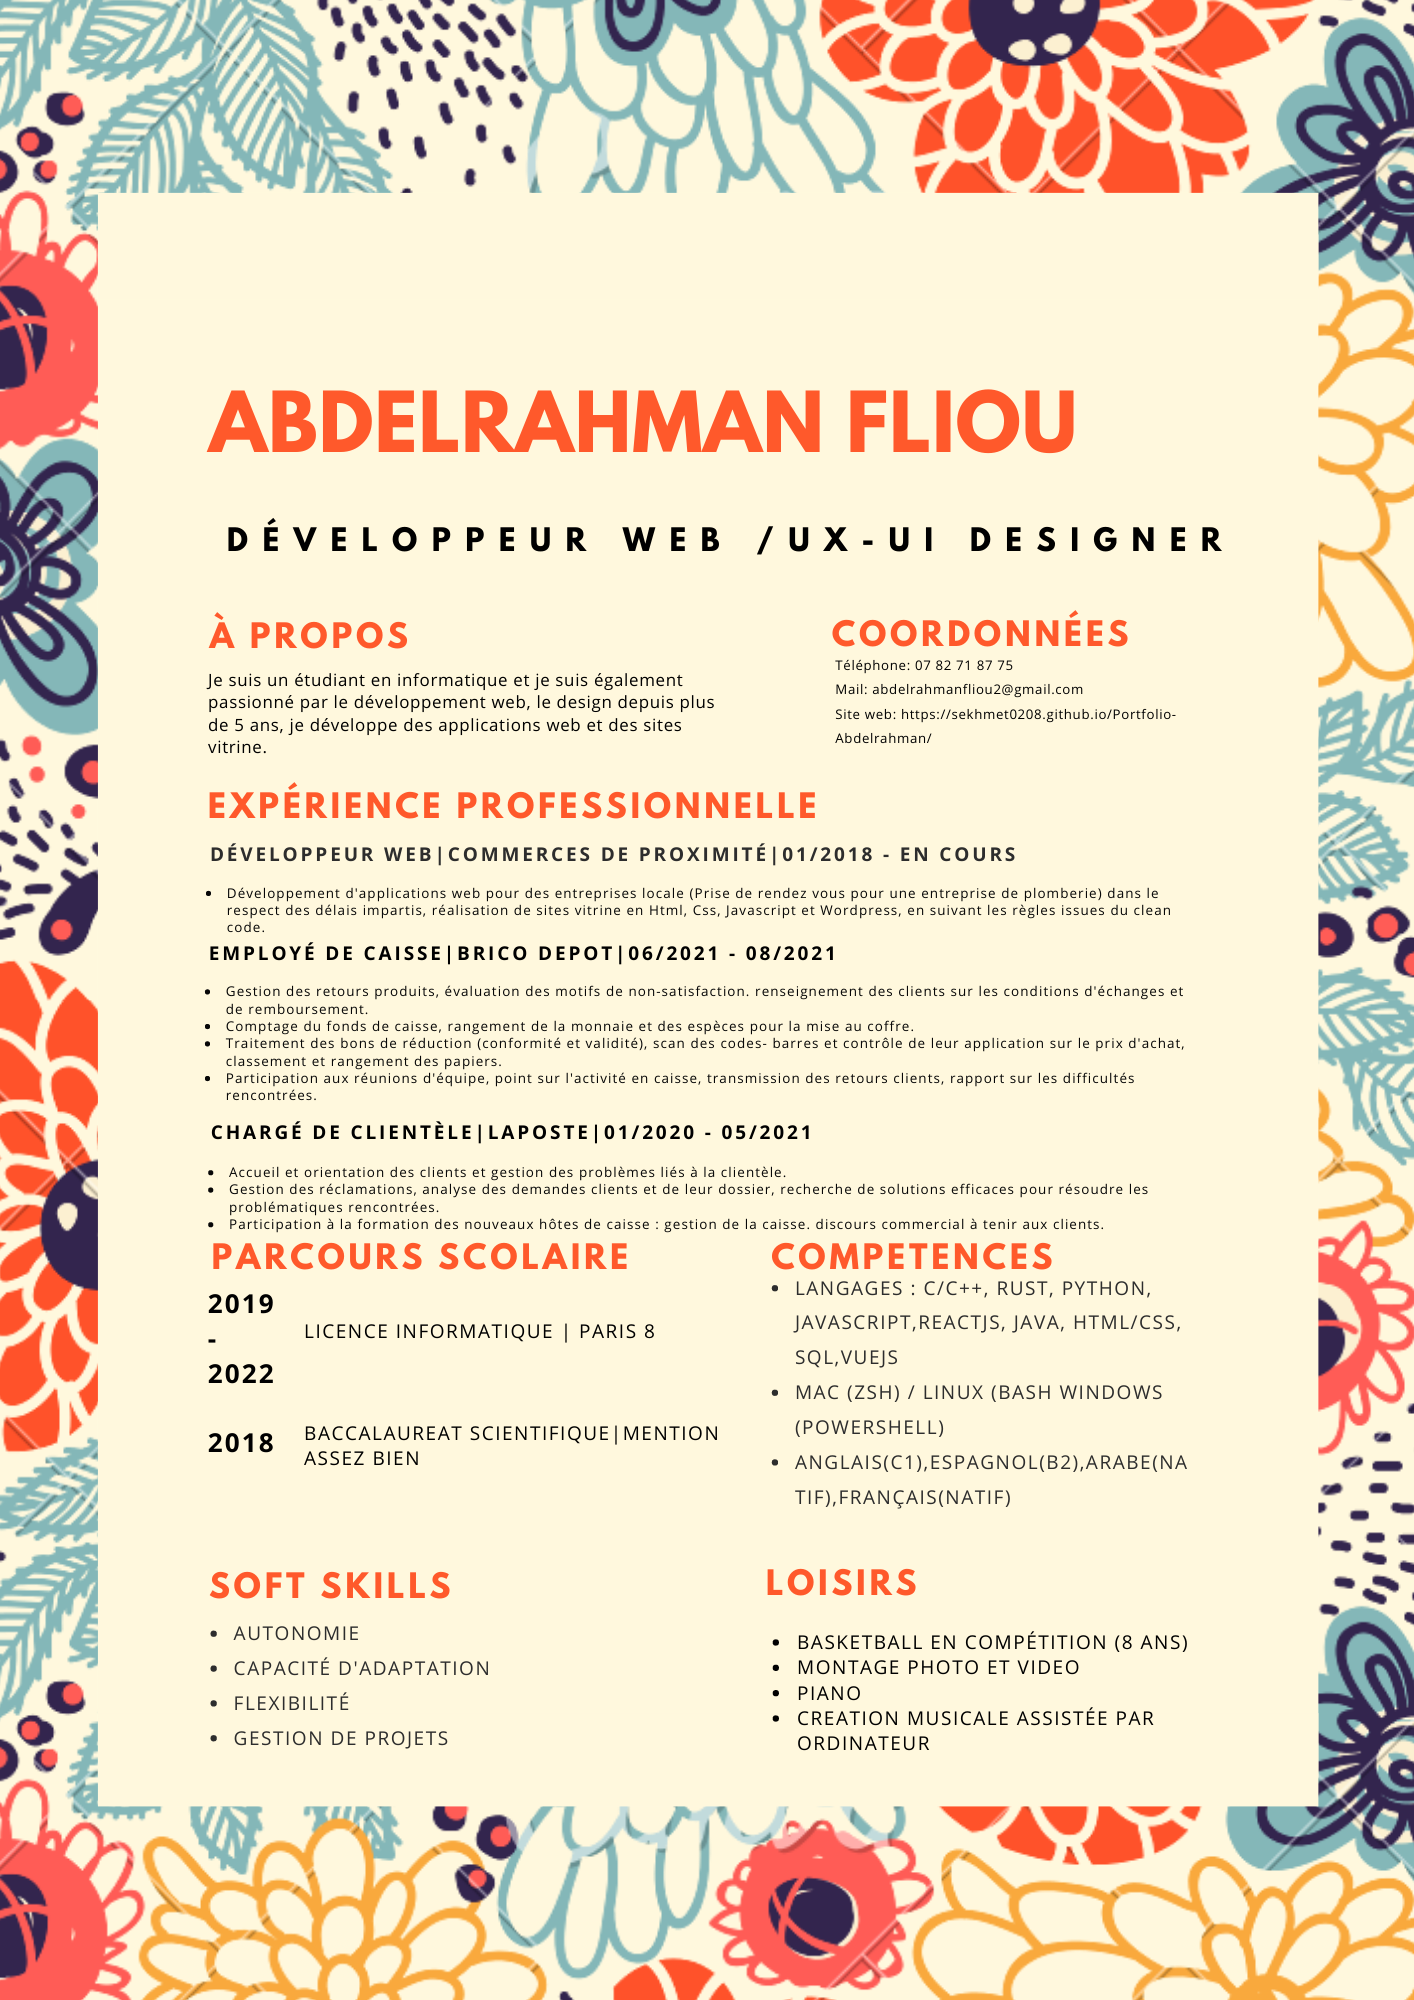 ABDELRAHMAN FLIOU
DÉVELOPPEUR WEB /UX-UI DESIGNER
À PROPOS
Je suis un étudiant en informatique et je suis également
passionné par le développement web, le design depuis plus
de 5 ans, je développe des applications web et des sites
vitrine.
COORDONNÉES
Téléphone: 07 82 71 87 75
Mail: abdelrahmanfliou2@gmail.com
Site web: https://sekhmet0208.github.io/Portfolio-
Abdelrahman/
EXPÉRIENCE PROFESSIONNELLE
DÉVELOPPEUR WEB|COMMERCES DE PROXIMITÉ|01/2018 - EN COURS
• Développement d'applications web pour des entreprises locale (Prise de rendez vous pour une entreprise de plomberie) dans le
respect des délais impartis, réalisation de sites vitrine en Html, Css, Javascript et Wordpress, en suivant les règles issues du clean
code.
EMPLOYÉ DE CAISSE|BRICO DEPOT|06/2021 - 08/2021
• Gestion des retours produits, évaluation des motifs de non-satisfaction. renseignement des clients sur les conditions d'échanges et
de remboursement.
• Comptage du fonds de caisse, rangement de la monnaie et des espèces pour la mise au coffre.
• Traitement des bons de réduction (conformité et validité), scan des codes- barres et contrôle de leur application sur le prix d'achat,
classement et rangement des papiers.
• Participation aux réunions d'équipe, point sur l'activité en caisse, transmission des retours clients, rapport sur les difficultés
rencontrées.
CHARGÉ DE CLIENTÈLE|LAPOSTE|01/2020 - 05/2021
• Accueil et orientation des clients et gestion des problèmes liés à la clientèle.
• Gestion des réclamations, analyse des demandes clients et de leur dossier, recherche de solutions efficaces pour résoudre les
problématiques rencontrées.
• Participation à la formation des nouveaux hôtes de caisse : gestion de la caisse. discours commercial à tenir aux clients.
PARCOURS SCOLAIRE
2019
-
2022
LICENCE INFORMATIQUE | PARIS 8
2018
BACCALAUREAT SCIENTIFIQUE|MENTION
ASSEZ BIEN
COMPETENCES
• LANGAGES : C/C++, RUST, PYTHON,
JAVASCRIPT,REACTJS, JAVA, HTML/CSS,
SQL,VUEJS
• MAC (ZSH) / LINUX (BASH WINDOWS
(POWERSHELL)
• ANGLAIS(C1),ESPAGNOL(B2),ARABE(NA
TIF),FRANÇAIS(NATIF)
SOFT SKILLS
• AUTONOMIE
• CAPACITÉ D'ADAPTATION
• FLEXIBILITÉ
• GESTION DE PROJETS
LOISIRS
• BASKETBALL EN COMPÉTITION (8 ANS)
• MONTAGE PHOTO ET VIDEO
• PIANO
• CREATION MUSICALE ASSISTÉE PAR
ORDINATEUR